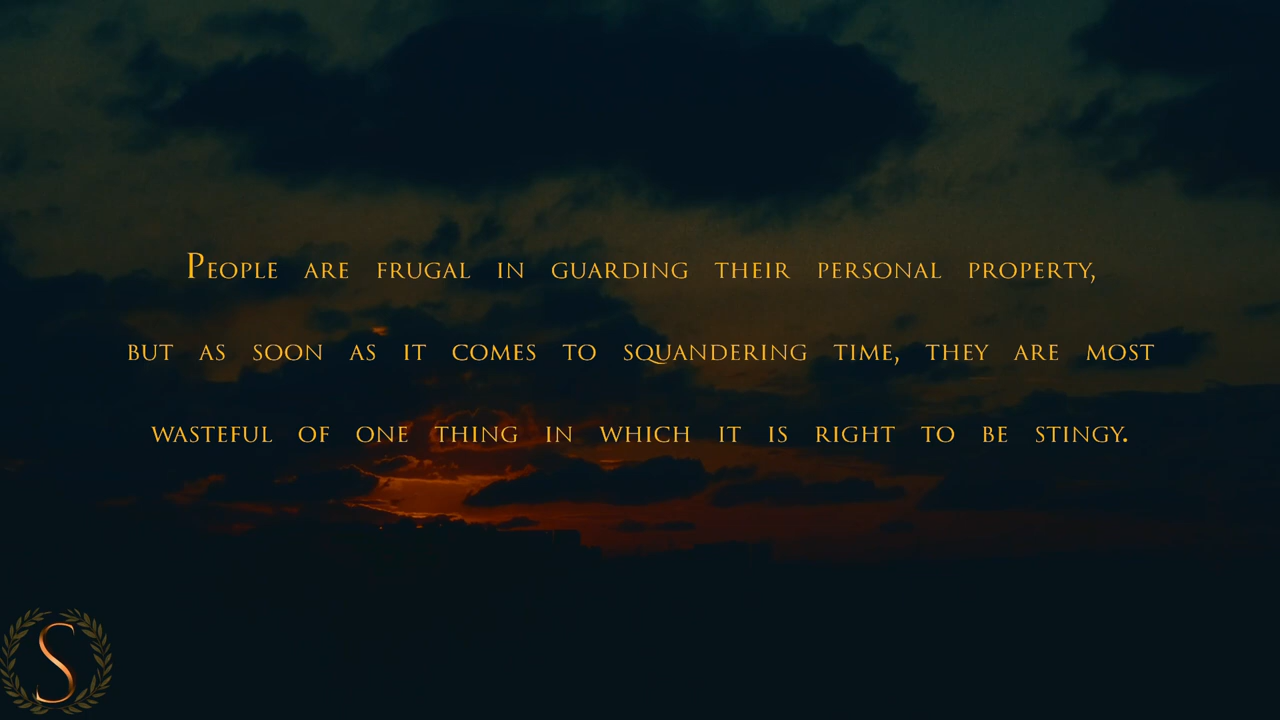 People are frugal in guarding their personal property,
but as soon as it comes to squandering time, they are most
wasteful of one thing in which it is right to be stingy.
S